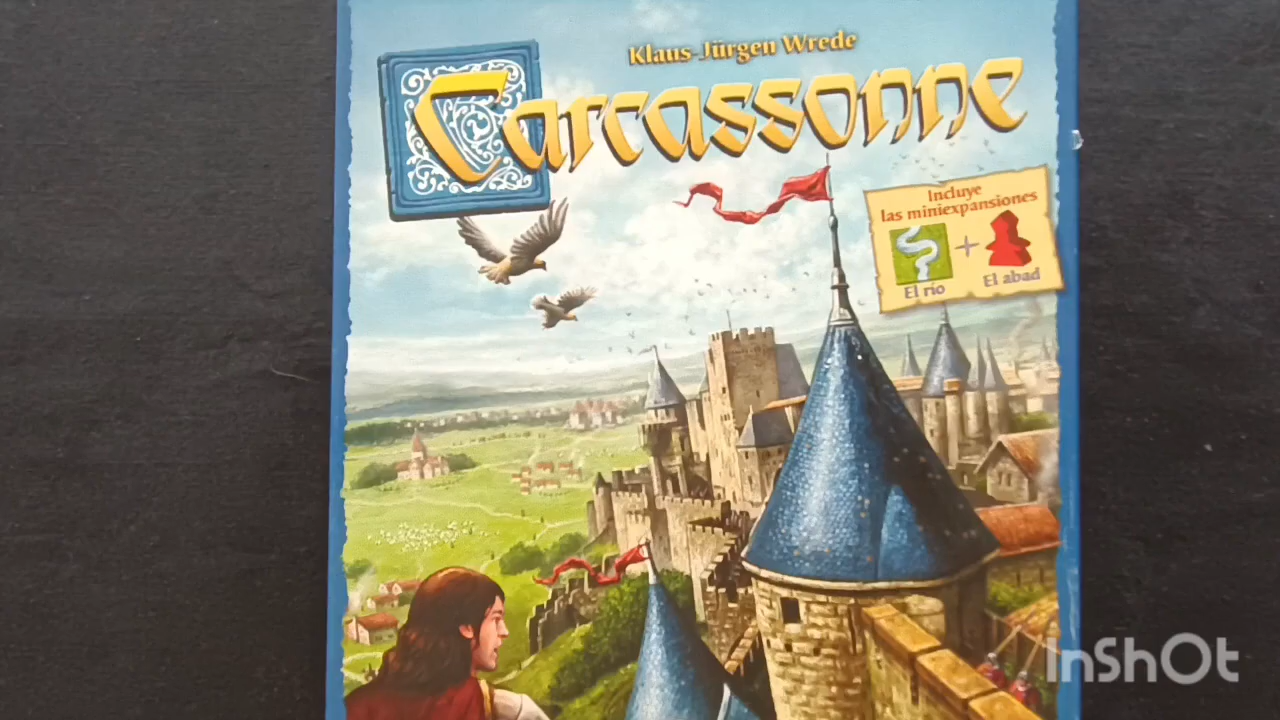 Klaus-Jürgen Wrede
Carcassonne
Incluye
las miniexpansiones
El río
El abad
InShOt